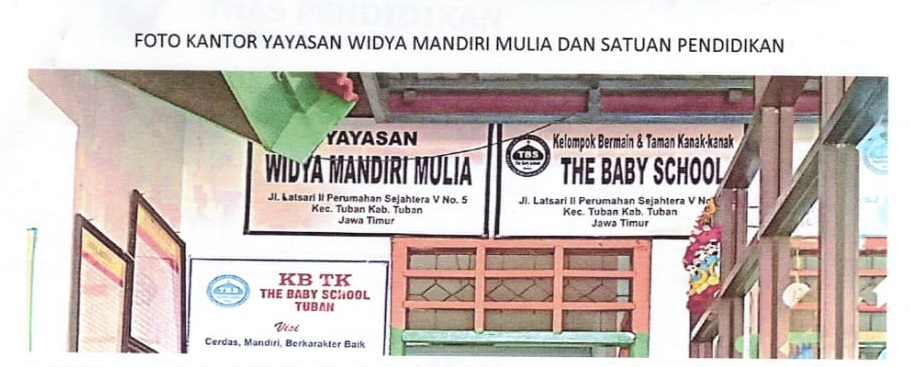 FOTO KANTOR YAYASAN WIDYA MANDIRI MULIA DAN SATUAN PENDIDIKAN
YAYASAN
WIDYA MANDIRI MULIA
Jl. Latsari II Perumahan Sejahtera V No. 5
Kec. Tuban Kab. Tuban
Jawa Timur
TBS
Kelompok Bermain & Taman Kanak-kanak
THE BABY SCHOOL
Jl. Latsari II Perumahan Sejahtera V
Kec. Tuban Kab. Tuban
Jawa Timur
KB TK
THE BABY SCHOOL
TUBAN
Visi
Cerdas, Mandiri, Berkarakter Baik